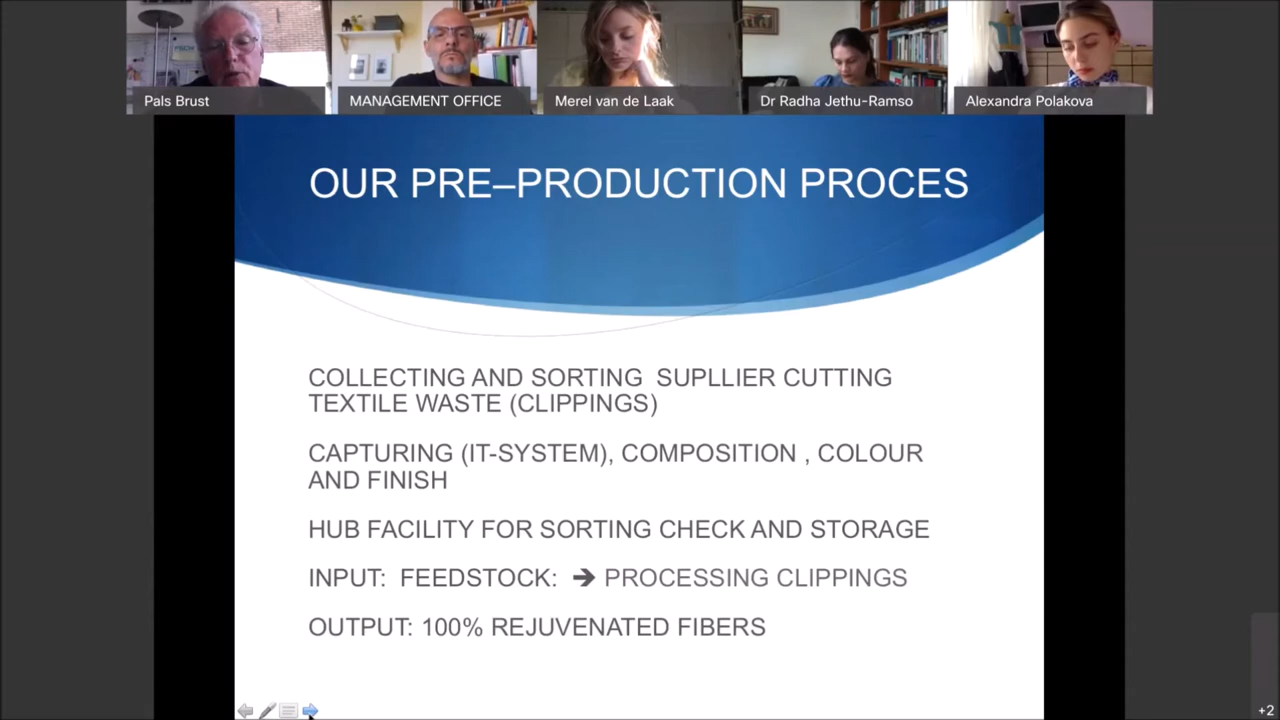 Pals Brust
MANAGEMENT OFFICE
Merel van de Laak
Dr Radha Jethu-Ramso
Alexandra Polakova
OUR PRE–PRODUCTION PROCES
COLLECTING AND SORTING SUPLLIER CUTTING
TEXTILE WASTE (CLIPPINGS)
CAPTURING (IT-SYSTEM), COMPOSITION , COLOUR
AND FINISH
HUB FACILITY FOR SORTING CHECK AND STORAGE
INPUT: FEEDSTOCK: ➔ PROCESSING CLIPPINGS
OUTPUT: 100% REJUVENATED FIBERS
+2